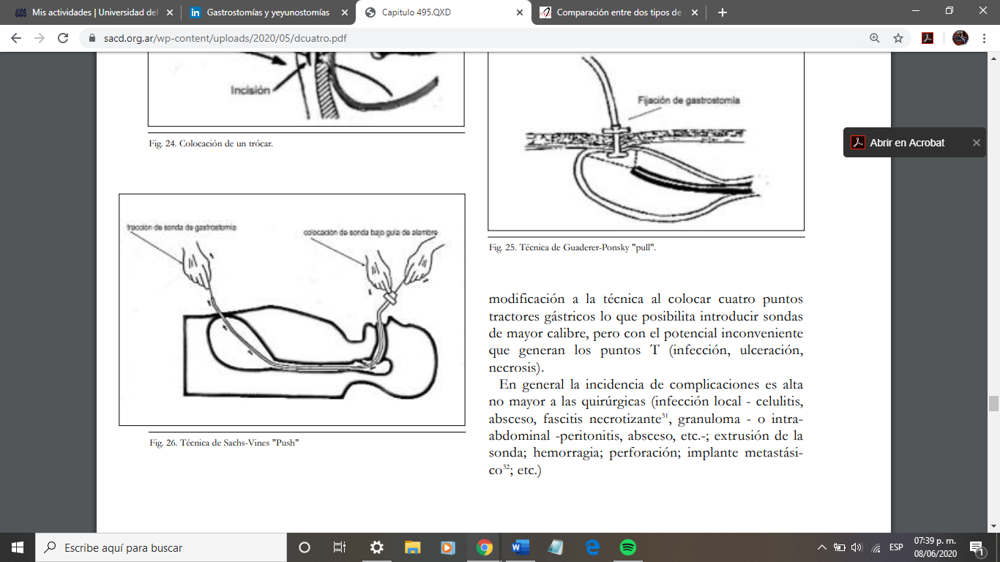 Mis actividades | Universidad del
Gastrostomías y yeyunostomías
Capitulo 495.QXD
Comparación entre dos tipos de
sacd.org.ar/wp-content/uploads/2020/05/dcuatro.pdf
Incisión
Fig. 24. Colocación de un trócar.
tracción de sonda de gastrostomía
colocación de sonda bajo guía de alambre
Fig. 26. Técnica de Sachs-Vines "Push"
Fijación de gastrostomía
Fig. 25. Técnica de Guaderer-Ponsky "pull".
modificación a la técnica al colocar cuatro puntos
tractores gástricos lo que posibilita introducir sondas
de mayor calibre, pero con el potencial inconveniente
que generan los puntos T (infección, ulceración,
necrosis).
En general la incidencia de complicaciones es alta
no mayor a las quirúrgicas (infección local - celulitis,
absceso, fascitis necrotizante31, granuloma - o intra-
abdominal -peritonitis, absceso, etc.-; extrusión de la
sonda; hemorragia; perforación; implante metastási-
co32; etc.)
Abrir en Acrobat
Escribe aquí para buscar
ESP
07:39 p. m.
08/06/2020
1